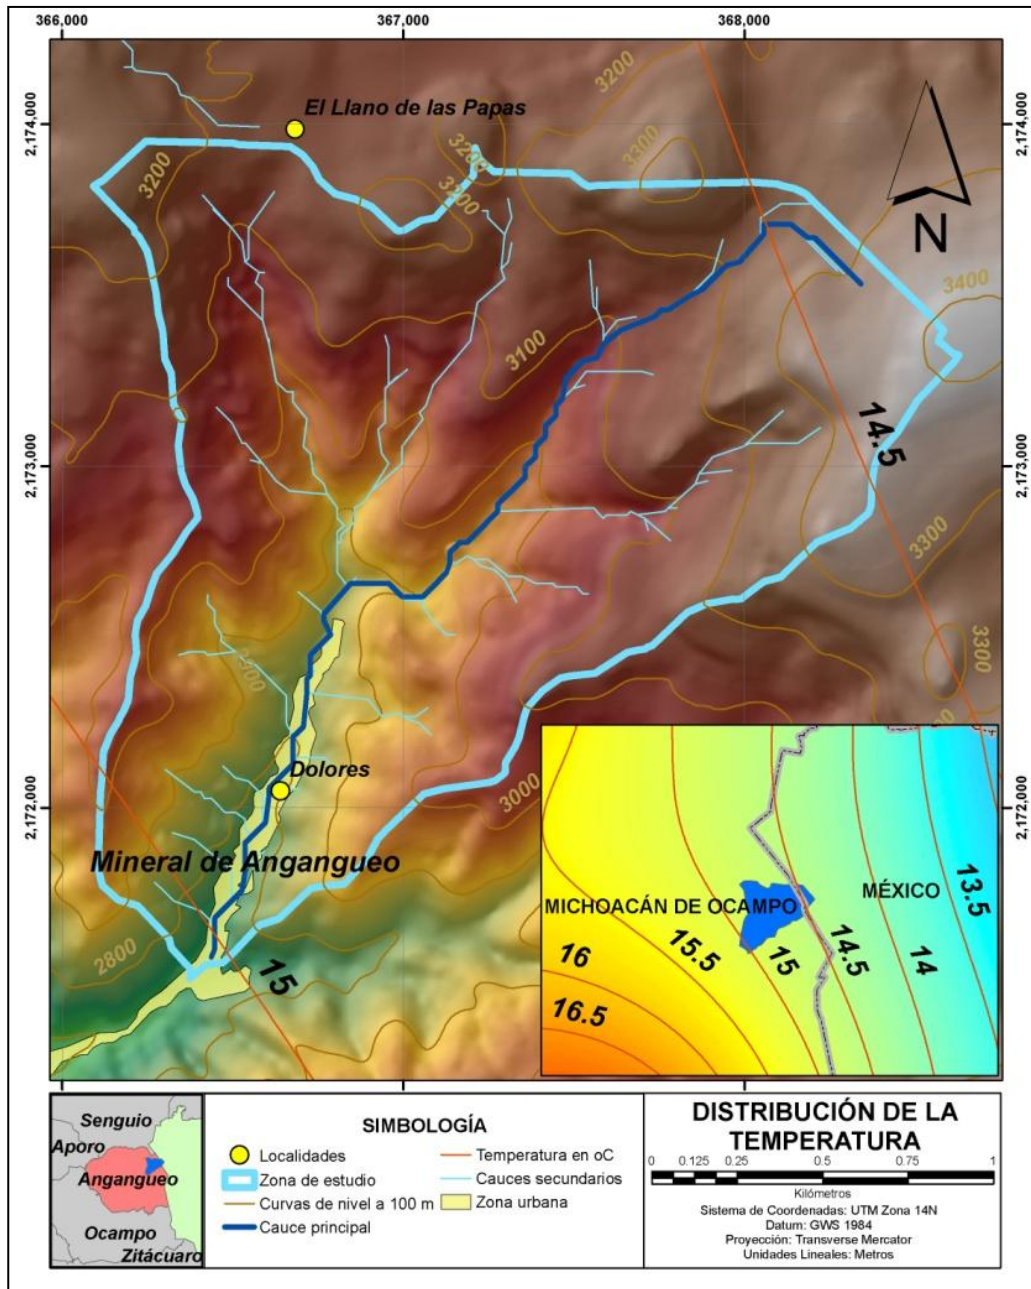 366,000
367,000
368,000
2,174,000
2,174,000
El Llano de las Papas
3200
3200
3200
3200
3300
N
3400
3100
14.5
2,173,000
2,173,000
3300
3300
2900
Dolores
3000
2,172,000
2,172,000
Mineral de Angangueo
2800
15
MICHOACÁN DE OCAMPO
MÉXICO
13.5
14
14.5
15
15.5
16
16.5
Senguio
Aporo
Angangueo
Ocampo
Zitácuaro
SIMBOLOGÍA
Localidades
Zona de estudio
Curvas de nivel a 100 m
Cauce principal
Temperatura en oC
Cauces secundarios
Zona urbana
DISTRIBUCIÓN DE LA
TEMPERATURA
0 0.125 0.25 0.5 0.75 1
Kilómetros
Sistema de Coordenadas: UTM Zona 14N
Datum: GWS 1984
Proyección: Transverse Mercator
Unidades Lineales: Metros